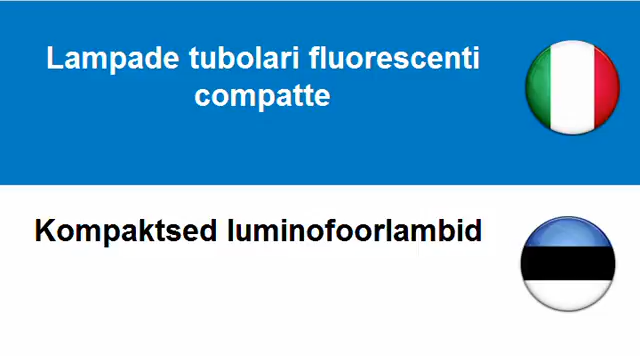 Lampade tubolari fluorescenti
compatte
Kompaktsed luminofoorlambid